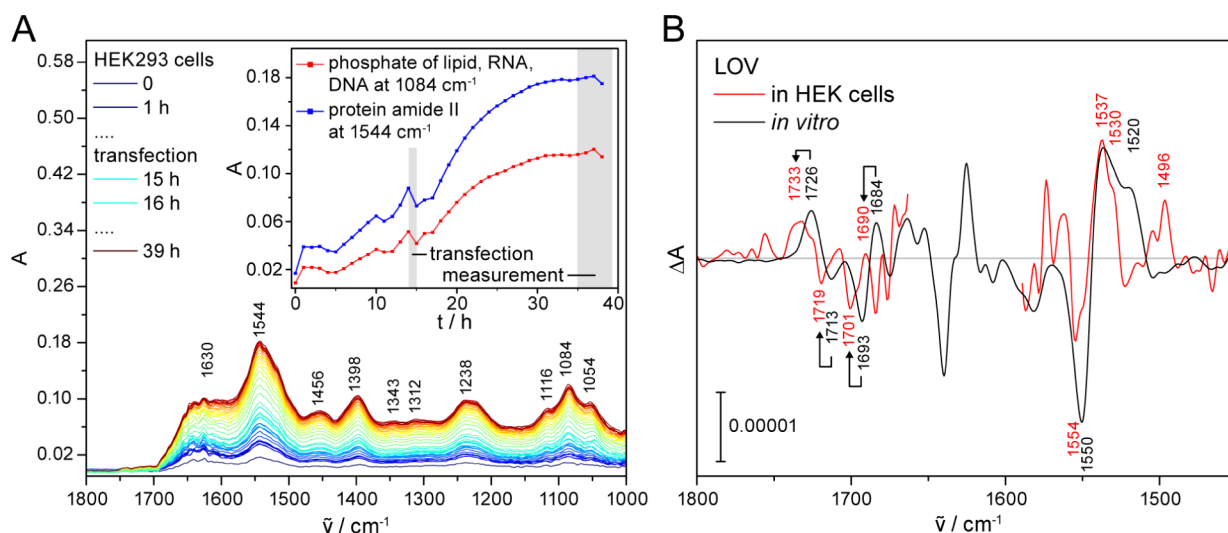 A
HEK293 cells
0
1 h
....
transfection
15 h
16 h
....
39 h
A
0.58
0.50
0.42
0.34
0.26
0.18
0.10
0.02
1630
1544
1456
1398
1343
1312
1238
1116
1084
1054
1800 1700 1600 1500 1400 1300 1200 1100 1000
ṽ / cm⁻¹
phosphate of lipid, RNA,
DNA at 1084 cm⁻¹
protein amide II
at 1544 cm⁻¹
A
0.18
0.12
0.06
0.02
transfection
measurement
0 10 20 30 40
t / h
B
LOV
in HEK cells
in vitro
ΔA
1733
1726
1690
1684
1537
1530
1520
1496
1719
1713
1701
1693
1554
1550
0.00001
1800 1700 1600 1500
ṽ / cm⁻¹